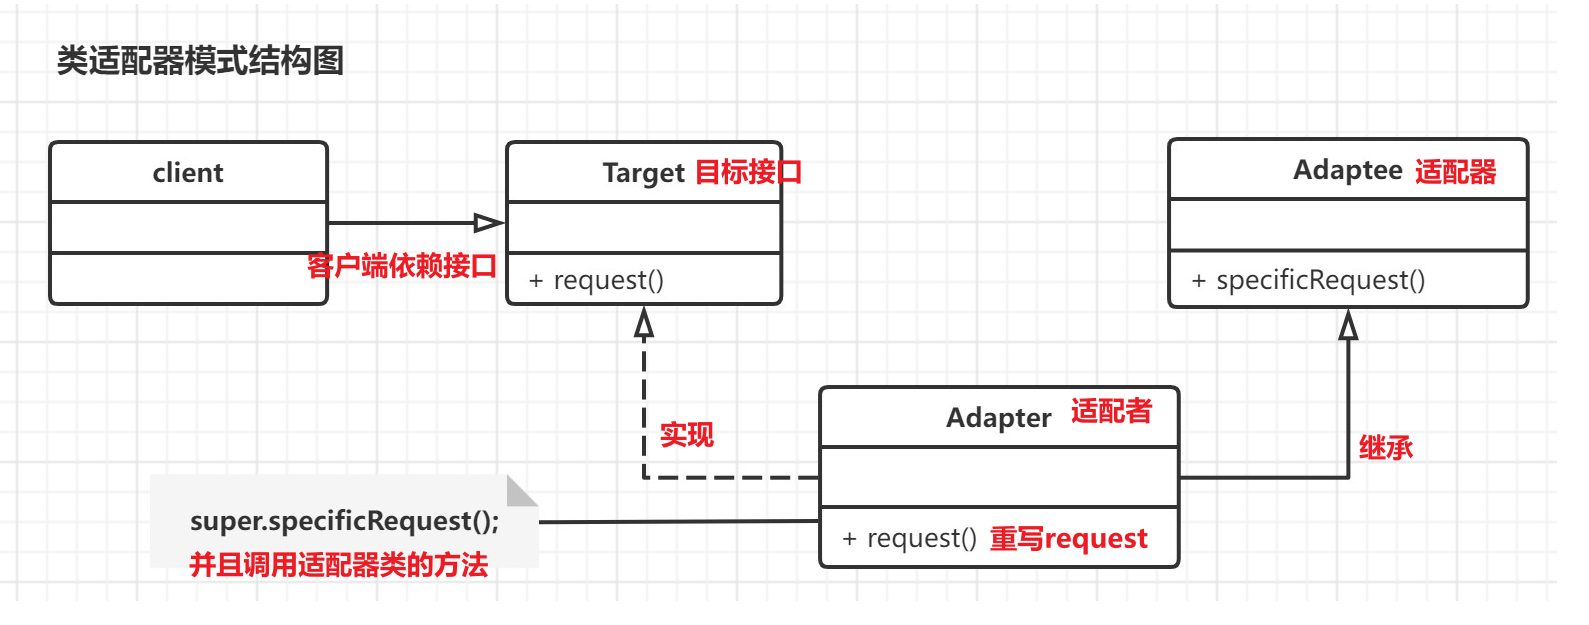 类适配器模式结构图
client
Target 目标接口
Adaptee 适配器
客户端依赖接口
+ request()
+ specificRequest()
实现
Adapter 适配者
继承
super.specificRequest();
并且调用适配器类的方法
+ request() 重写request